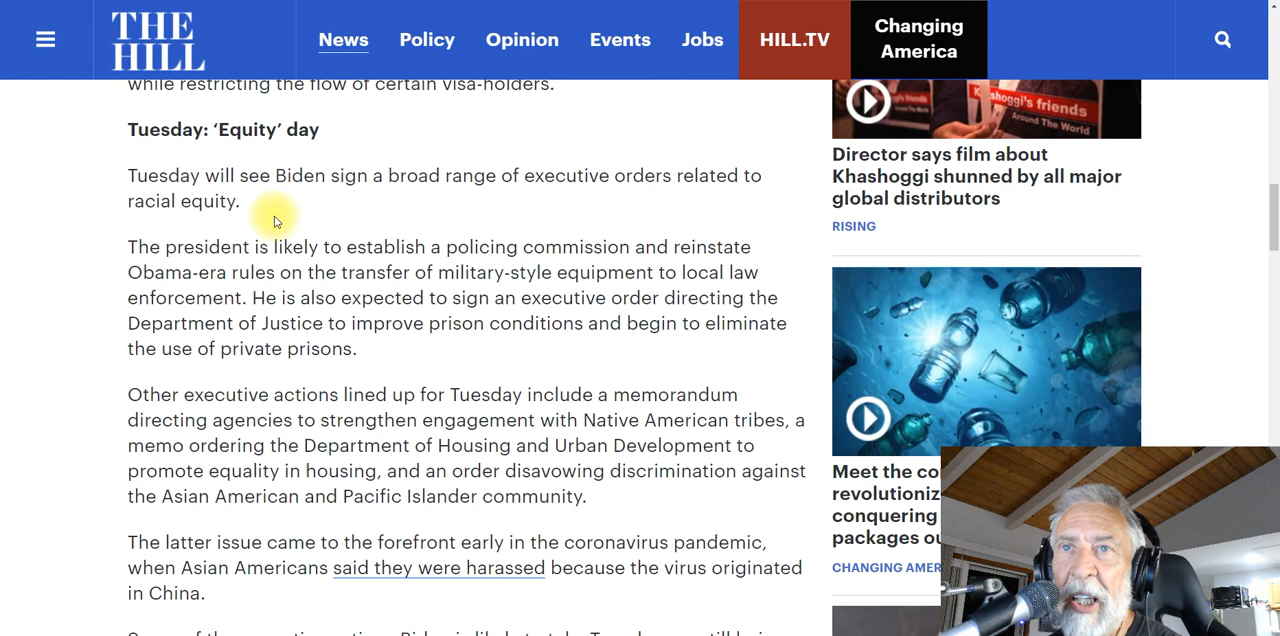 THE
HILL
News
Policy
Opinion
Events
Jobs
HILL.TV
Changing
America
while restricting the flow of certain visa-holders.
Tuesday: ‘Equity’ day
Tuesday will see Biden sign a broad range of executive orders related to
racial equity.
The president is likely to establish a policing commission and reinstate
Obama-era rules on the transfer of military-style equipment to local law
enforcement. He is also expected to sign an executive order directing the
Department of Justice to improve prison conditions and begin to eliminate
the use of private prisons.
Other executive actions lined up for Tuesday include a memorandum
directing agencies to strengthen engagement with Native American tribes, a
memo ordering the Department of Housing and Urban Development to
promote equality in housing, and an order disavowing discrimination against
the Asian American and Pacific Islander community.
The latter issue came to the forefront early in the coronavirus pandemic,
when Asian Americans said they were harassed because the virus originated
in China.
Khashoggi's friends
Around The World
Director says film about
Khashoggi shunned by all major
global distributors
RISING
Meet the co
revolutioniz
conquering
packages ou
CHANGING AMER